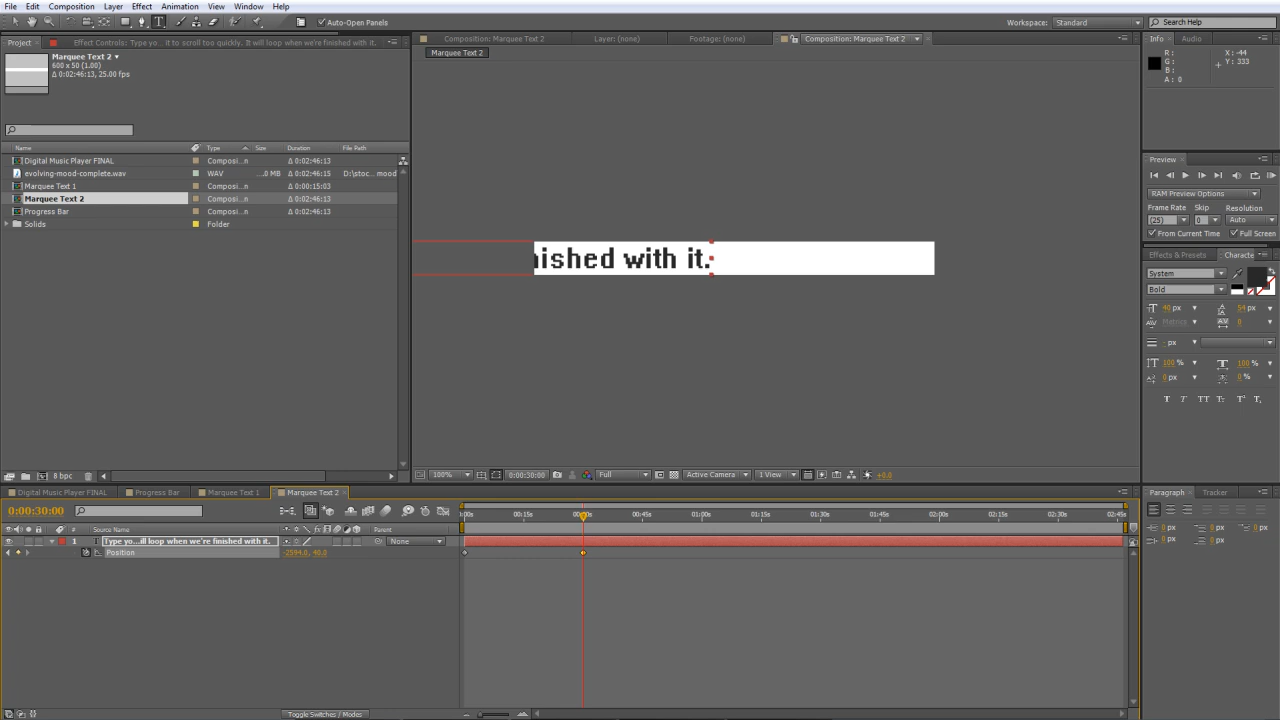 File Edit Composition Layer Effect Animation View Window Help
Auto-Open Panels
Workspace: Standard
Search Help
Project
Effect Controls: Type yo... it to scroll too quickly. It will loop when we're finished with it.
Composition: Marquee Text 2
Layer: (none)
Footage: (none)
Composition: Marquee Text 2
Info
Audio
Marquee Text 2
600 x 50 (1.00)
Δ 0:02:46:13, 25.00 fps
Marquee Text 2
R :
G :
B :
A : 0
X : -44
Y : 333
Name Type Size Duration File Path
Digital Music Player FINAL Composi...n Δ 0:02:46:13
evolving-mood-complete.wav WAV ....0 MB Δ 0:02:46:15 D:\stoc... mood
Marquee Text 1 Composi...n Δ 0:00:15:03
Marquee Text 2 Composi...n Δ 0:02:46:13
Progress Bar Composi...n Δ 0:02:46:13
Solids Folder
Preview
RAM Preview Options
Frame Rate Skip Resolution
(25) 0 Auto
From Current Time Full Screen
nished with it.
Effects & Presets
Characte
System
Bold
40 px
54 px
Metrics
0
- px
100 %
100 %
0 px
0 %
T T TT Tr T¹ T,
8 bpc
100%
0:00:30:00
Full
Active Camera
1 View
+0.0
Digital Music Player FINAL
Progress Bar
Marquee Text 1
Marquee Text 2
Paragraph
Tracker
0:00:30:00
:00s 00:15s 00:45s 01:00s 01:15s 01:30s 01:45s 02:00s 02:15s 02:30s 02:45s
# Source Name Parent
1 T Type yo...ill loop when we're finished with it. None
Position -2594.0, 40.0
0 px 0 px 0 px
0 px 0 px
Toggle Switches / Modes